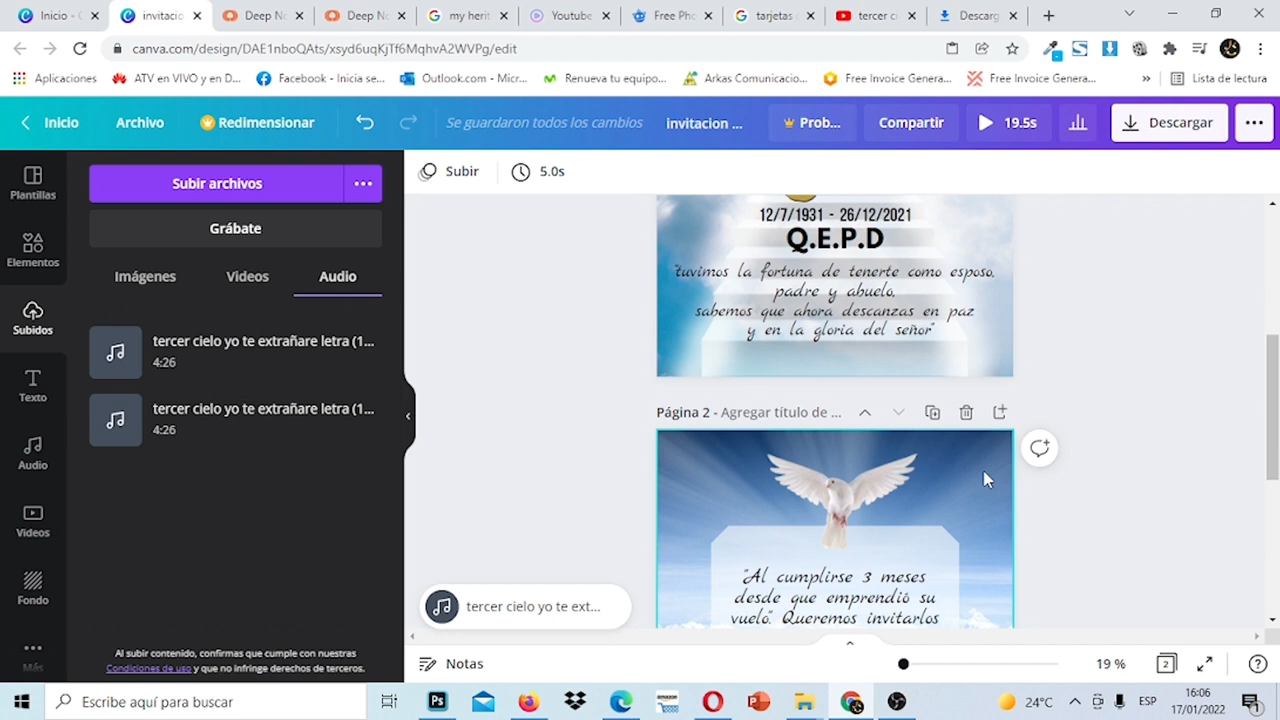 Inicio - C
invitacio
Deep No
Deep No
my herit
Youtube
Free Pho
tarjetas
tercer ci
Descarg
canva.com/design/DAE1nboQAts/xsyd6uqKjTf6MqhvA2WVPg/edit
Aplicaciones
ATV en VIVO y en D...
Facebook - Inicia se...
Outlook.com - Micr...
Renueva tu equipo...
Arkas Comunicacio...
Free Invoice Genera...
Free Invoice Genera...
»
Lista de lectura
Inicio
Archivo
Redimensionar
Se guardaron todos los cambios
invitacion ...
Prob...
Compartir
19.5s
Descargar
Plantillas
Elementos
Subidos
Texto
Audio
Videos
Fondo
Más
Subir archivos
Grábate
Imágenes
Videos
Audio
tercer cielo yo te extrañare letra (1...
4:26
tercer cielo yo te extrañare letra (1...
4:26
Al subir contenido, confirmas que cumple con nuestras
Condiciones de uso y que no infringe derechos de terceros.
Subir
5.0s
12/7/1931 - 26/12/2021
Q.E.P.D
"tuvimos la fortuna de tenerte como esposo,
padre y abuelo,
sabemos que ahora descanzas en paz
y en la gloria del señor"
Página 2 - Agregar título de ...
"Al cumplirse 3 meses
desde que emprendió su
vuelo". Queremos invitarlos
tercer cielo yo te ext...
Notas
19 %
2
Escribe aquí para buscar
24°C
ESP
16:06
17/01/2022